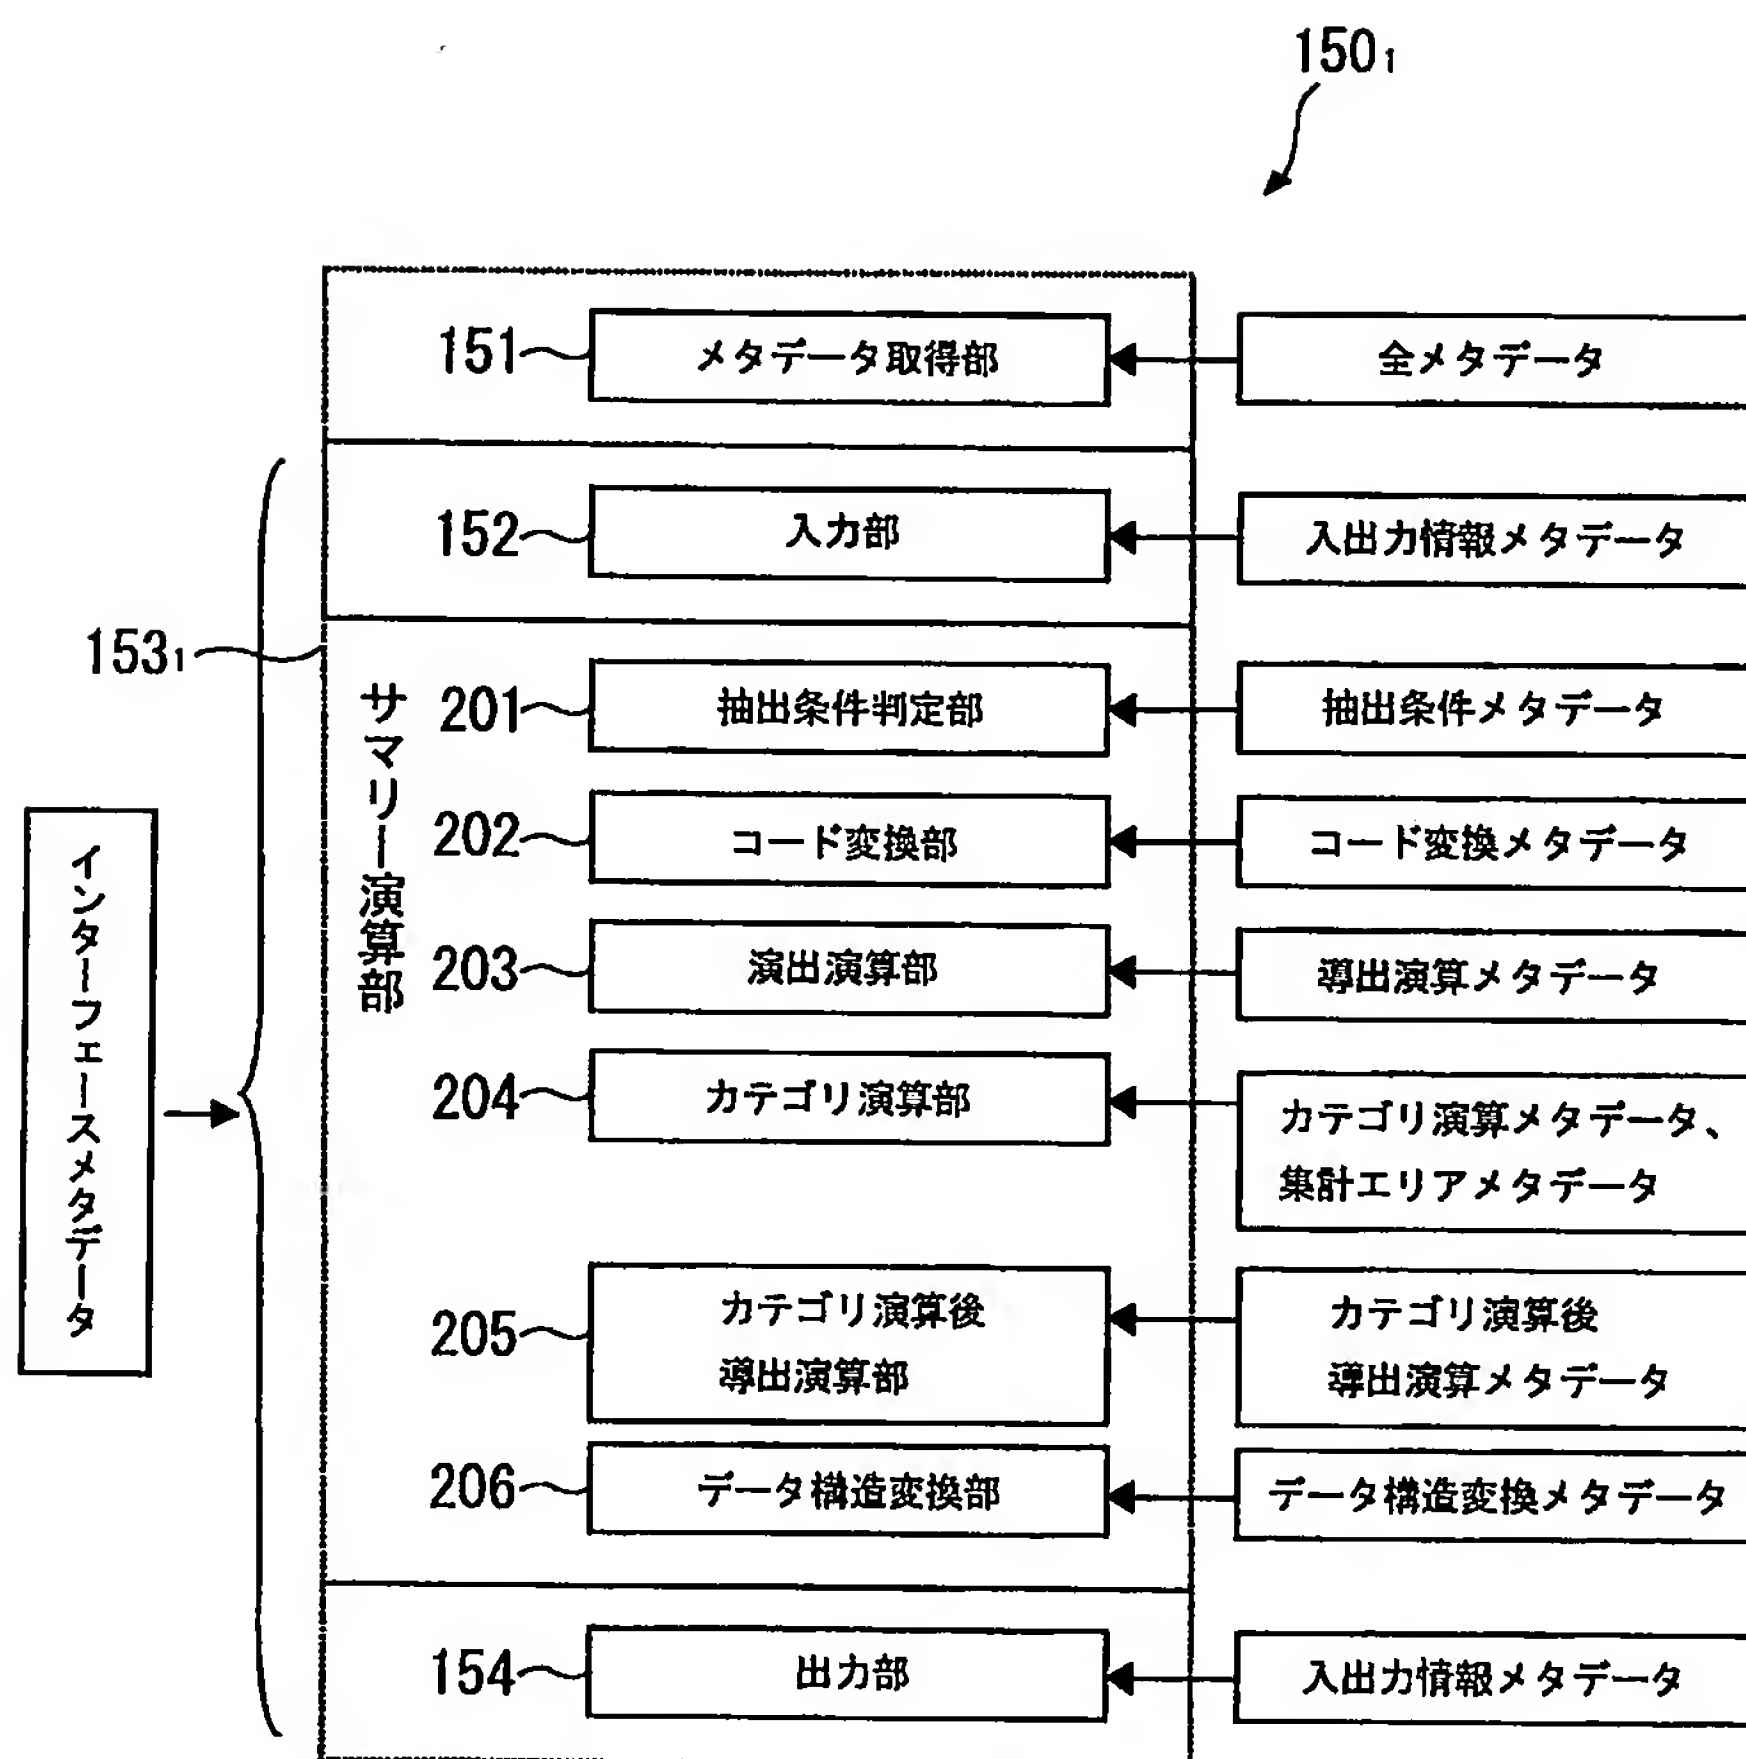 150₁
151
メタデータ取得部
全メタデータ
152
入力部
入出力情報メタデータ
153₁
サマリー演算部
201
抽出条件判定部
抽出条件メタデータ
202
コード変換部
コード変換メタデータ
203
演出演算部
導出演算メタデータ
204
カテゴリ演算部
カテゴリ演算メタデータ、
集計エリアメタデータ
インターフェースメタデータ
205
カテゴリ演算後
導出演算部
カテゴリ演算後
導出演算メタデータ
206
データ構造変換部
データ構造変換メタデータ
154
出力部
入出力情報メタデータ